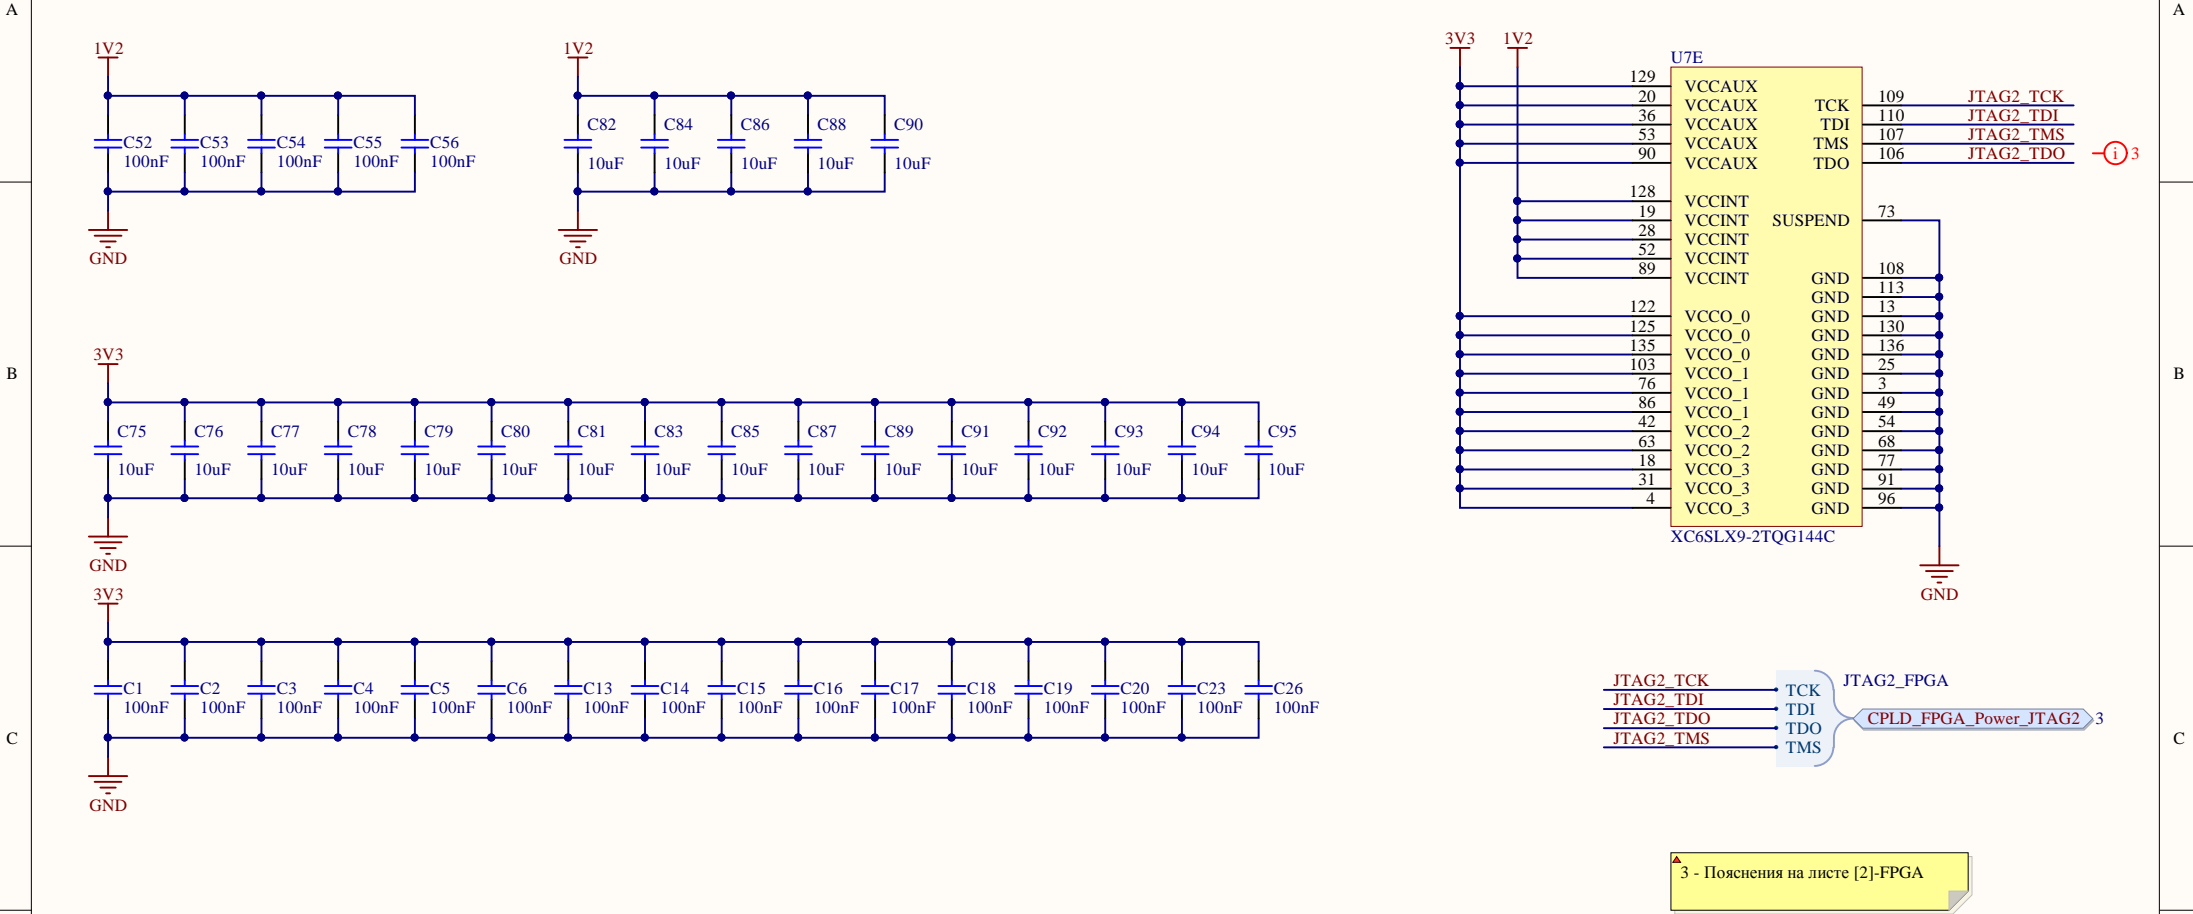 A
A
1V2
C52 C53 C54 C55 C56
100nF 100nF 100nF 100nF 100nF
GND
1V2
C82 C84 C86 C88 C90
10uF 10uF 10uF 10uF 10uF
GND
B
B
3V3
C75 C76 C77 C78 C79 C80 C81 C83 C85 C87 C89 C91 C92 C93 C94 C95
10uF 10uF 10uF 10uF 10uF 10uF 10uF 10uF 10uF 10uF 10uF 10uF 10uF 10uF 10uF 10uF
GND
3V3
C1 C2 C3 C4 C5 C6 C13 C14 C15 C16 C17 C18 C19 C20 C23 C26
100nF 100nF 100nF 100nF 100nF 100nF 100nF 100nF 100nF 100nF 100nF 100nF 100nF 100nF 100nF 100nF
GND
C
C
3V3 1V2
U7E
129 VCCAUX
20 VCCAUX TCK 109 JTAG2_TCK
36 VCCAUX TDI 110 JTAG2_TDI
53 VCCAUX TMS 107 JTAG2_TMS
90 VCCAUX TDO 106 JTAG2_TDO
i 3
128 VCCINT
19 VCCINT SUSPEND 73
28 VCCINT
52 VCCINT
89 VCCINT GND 108
GND 113
122 VCCO_0 GND 13
125 VCCO_0 GND 130
135 VCCO_0 GND 136
103 VCCO_1 GND 25
76 VCCO_1 GND 3
86 VCCO_1 GND 49
42 VCCO_2 GND 54
63 VCCO_2 GND 68
18 VCCO_3 GND 77
31 VCCO_3 GND 91
4 VCCO_3 GND 96
XC6SLX9-2TQG144C
GND
JTAG2_TCK TCK JTAG2_FPGA
JTAG2_TDI TDI
JTAG2_TDO TDO CPLD_FPGA_Power_JTAG2 3
JTAG2_TMS TMS
3 - Пояснения на листе [2]-FPGA